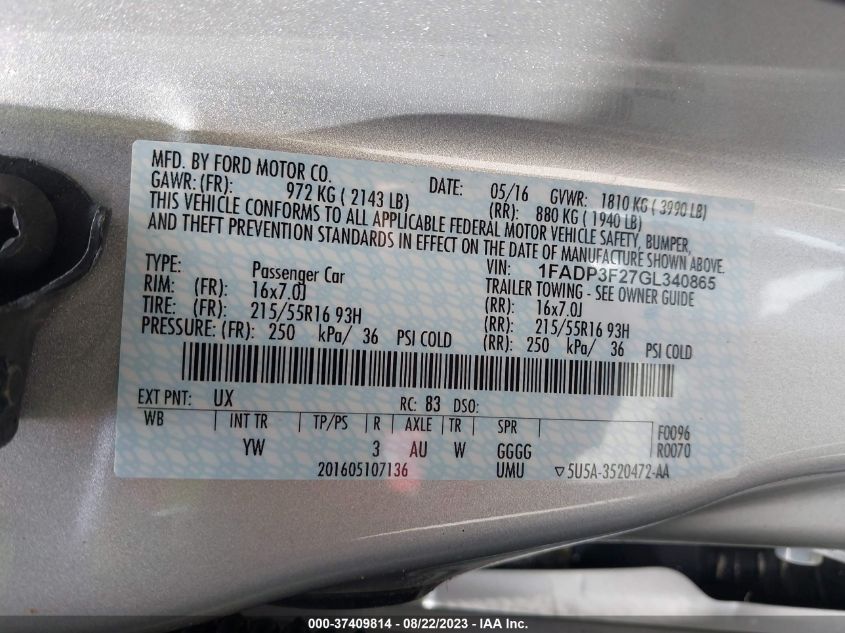 MFD. BY FORD MOTOR CO.
DATE: 05/16 GVWR: 1810 KG ( 3990 LB)
GAWR: (FR): 972 KG ( 2143 LB) (RR): 880 KG ( 1940 LB)
THIS VEHICLE CONFORMS TO ALL APPLICABLE FEDERAL MOTOR VEHICLE SAFETY, BUMPER,
AND THEFT PREVENTION STANDARDS IN EFFECT ON THE DATE OF MANUFACTURE SHOWN ABOVE.
VIN: 1FADP3F27GL340865
TYPE: Passenger Car TRAILER TOWING - SEE OWNER GUIDE
RIM: (FR): 16x7.0J (RR): 16x7.0J
TIRE: (FR): 215/55R16 93H (RR): 215/55R16 93H
PRESSURE: (FR): 250 kPa/ 36 PSI COLD (RR): 250 kPa/ 36 PSI COLD
EXT PNT: UX RC: 83 DSO:
WB INT TR TP/PS R AXLE TR SPR F0096
YW 3 AU W GGGG R0070
201605107136 UMU ▽5U5A-3520472-AA
000-37409814 - 08/22/2023 - IAAI.com.